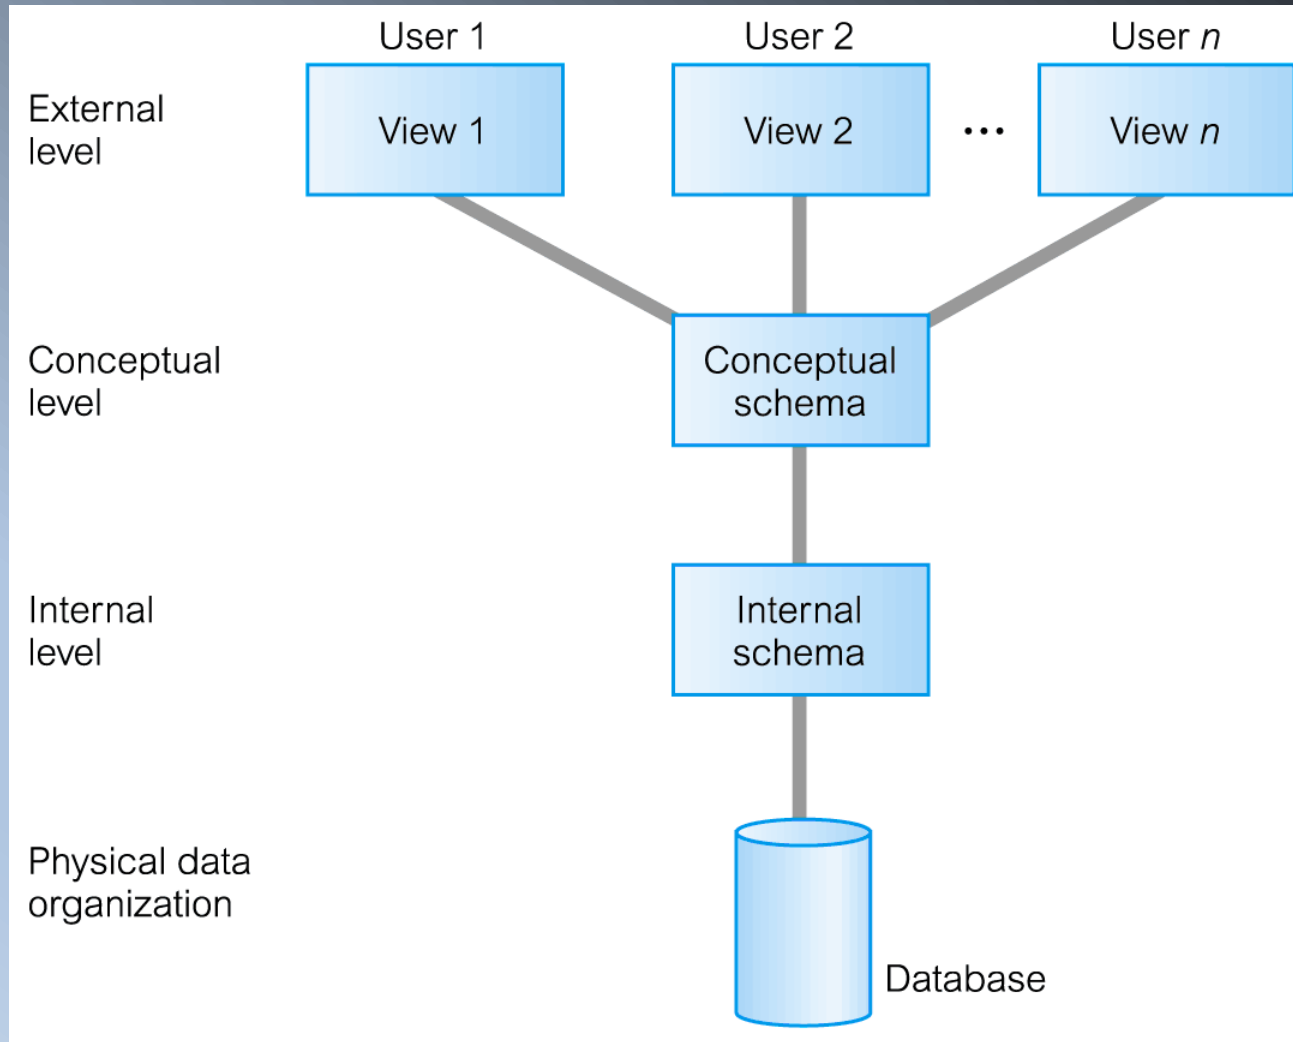 User 1
User 2
User n
External
level
View 1
View 2
...
View n
Conceptual
level
Conceptual
schema
Internal
level
Internal
schema
Physical data
organization
Database